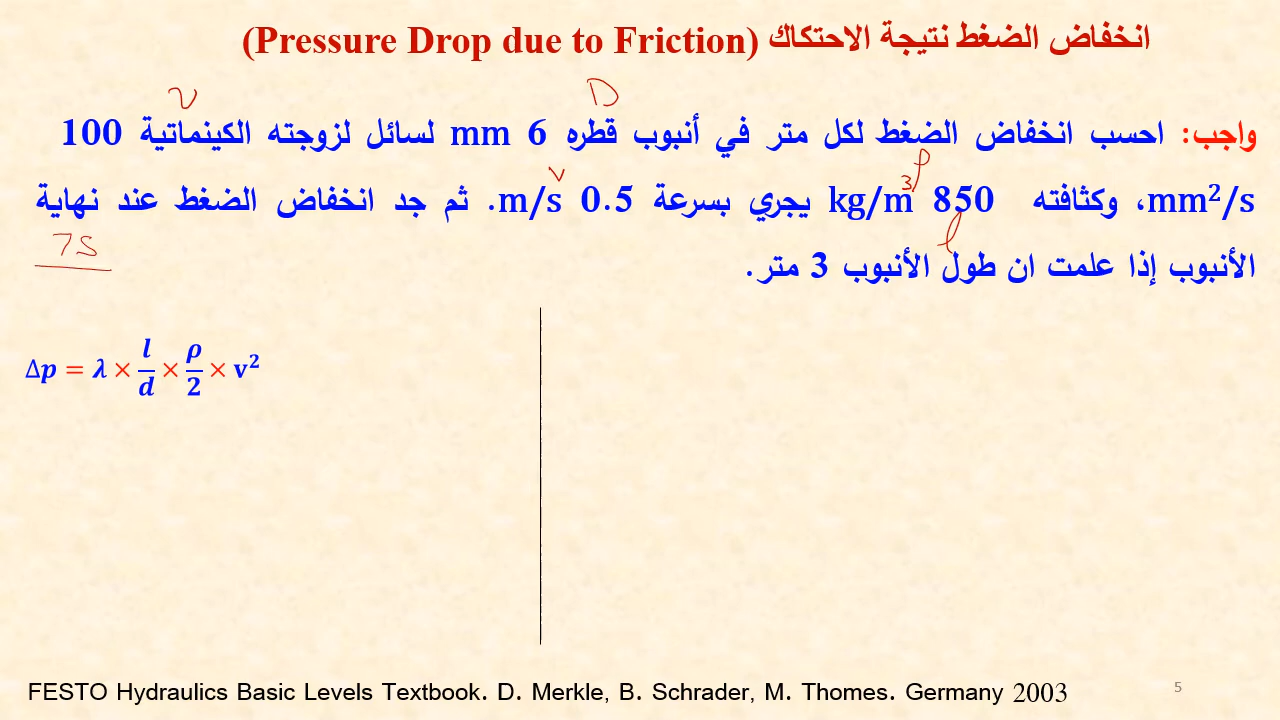 انخفاض الضغط نتيجة الاحتكاك (Pressure Drop due to Friction)
ν D
واجب: احسب انخفاض الضغط لكل متر في أنبوب قطره 6 mm لسائل لزوجته الكينماتية 100
v ρ
mm²/s، وكثافته 850 kg/m³ يجري بسرعة 0.5 m/s. ثم جد انخفاض الضغط عند نهاية
75 l
الأنبوب إذا علمت ان طول الأنبوب 3 متر.
Δp = λ × l/d × ρ/2 × v²
FESTO Hydraulics Basic Levels Textbook. D. Merkle, B. Schrader, M. Thomes. Germany 2003
5